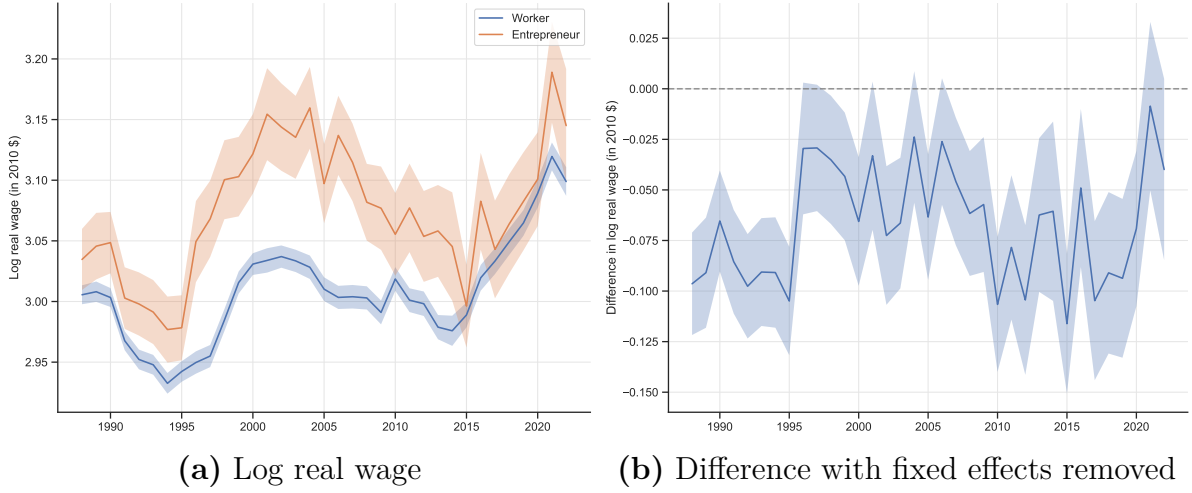 Worker
Entrepreneur
Log real wage (in 2010 $)
3.20
3.15
3.10
3.05
3.00
2.95
1990 1995 2000 2005 2010 2015 2020
(a) Log real wage
Difference in log real wage (in 2010 $)
0.025
0.000
−0.025
−0.050
−0.075
−0.100
−0.125
−0.150
1990 1995 2000 2005 2010 2015 2020
(b) Difference with fixed effects removed